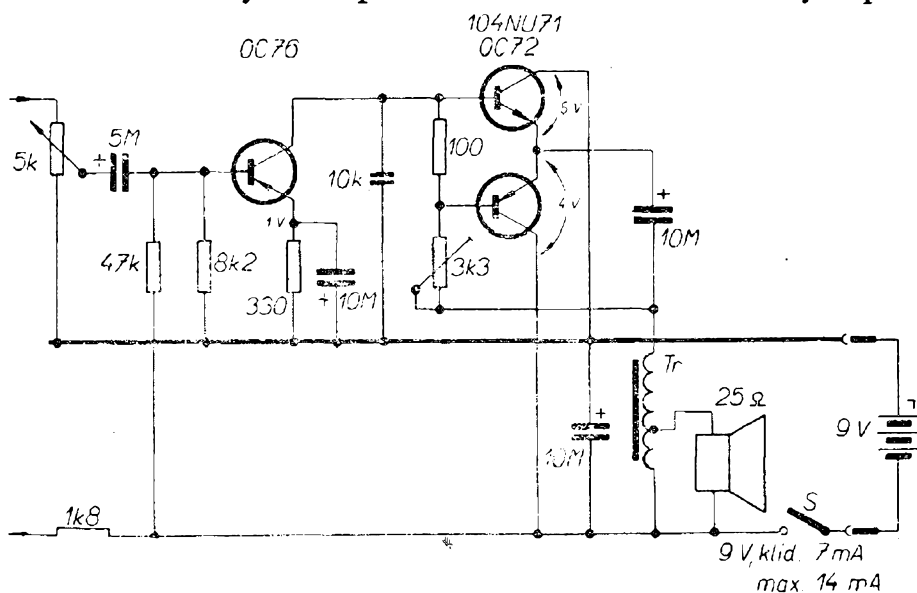 104NU71
OC76
OC72
5 V
5M
5k
100
10k
4 V
1 V
10M
47k
8k2
330
10M
3k3
Tr
25 Ω
9 V
10M
1k8
S
9 V, klid. 7 mA
max. 14 mA